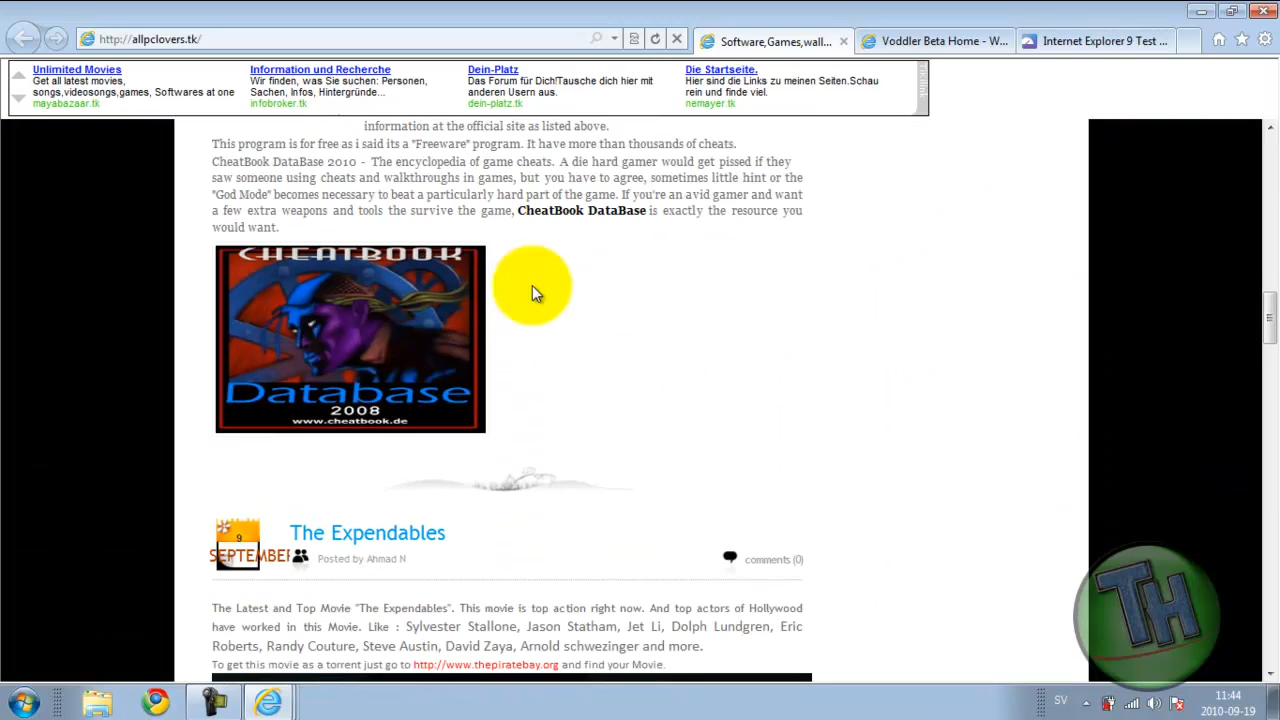 http://allpclovers.tk/
Software,Games,wall...
Voddler Beta Home - W...
Internet Explorer 9 Test ...
Unlimited Movies
Get all latest movies,
songs,videosongs,games, Softwares at one
mayabazaar.tk
Information und Recherche
Wir finden, was Sie suchen: Personen,
Sachen, Infos, Hintergründe...
infobroker.tk
Dein-Platz
Das Forum für Dich!Tausche dich hier mit
anderen Usern aus.
dein-platz.tk
Die Startseite.
Hier sind die Links zu meinen Seiten.Schau
rein und finde viel.
nemayer.tk
information at the official site as listed above.
This program is for free as i said its a "Freeware" program. It have more than thousands of cheats.
CheatBook DataBase 2010 - The encyclopedia of game cheats. A die hard gamer would get pissed if they
saw someone using cheats and walkthroughs in games, but you have to agree, sometimes little hint or the
"God Mode" becomes necessary to beat a particularly hard part of the game. If you're an avid gamer and want
a few extra weapons and tools the survive the game, CheatBook DataBase is exactly the resource you
would want.
CHEATBOOK
Database
2008
www.cheatbook.de
9
SEPTEMBER
The Expendables
Posted by Ahmad N
comments (0)
The Latest and Top Movie "The Expendables". This movie is top action right now. And top actors of Hollywood
have worked in this Movie. Like : Sylvester Stallone, Jason Statham, Jet Li, Dolph Lundgren, Eric
Roberts, Randy Couture, Steve Austin, David Zaya, Arnold schwezinger and more.
To get this movie as a torrent just go to http://www.thepiratebay.org and find your Movie.
TH
SV
11:44
2010-09-19